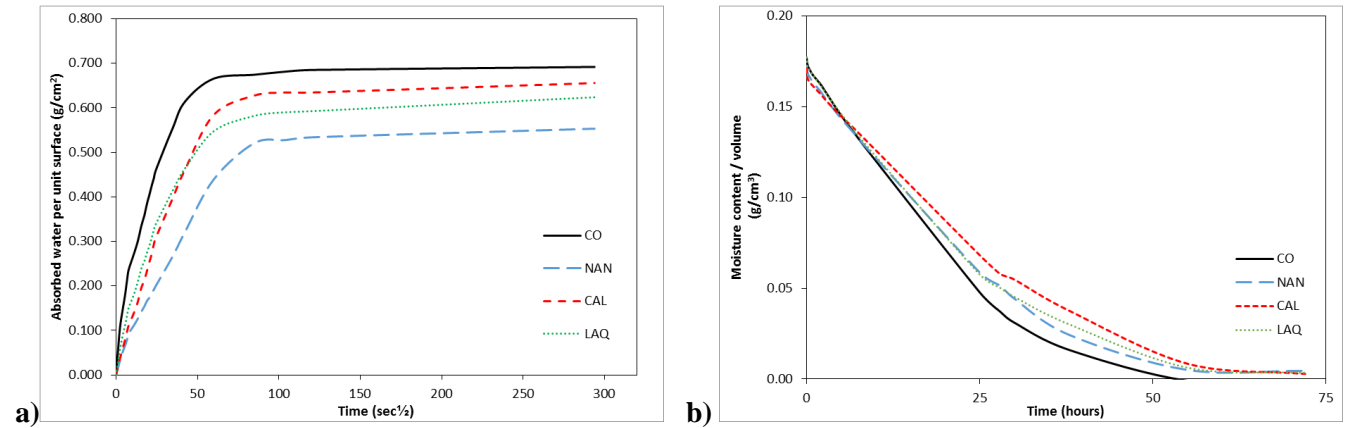 a)
Absorbed water per unit surface (g/cm²)
0.800
0.700
0.600
0.500
0.400
0.300
0.200
0.100
0.000
0 50 100 150 200 250 300
Time (sec½)
CO
NAN
CAL
LAQ
b)
Moisture content / volume
(g/cm³)
0.20
0.15
0.10
0.05
0.00
0 25 50 75
Time (hours)
CO
NAN
CAL
LAQ